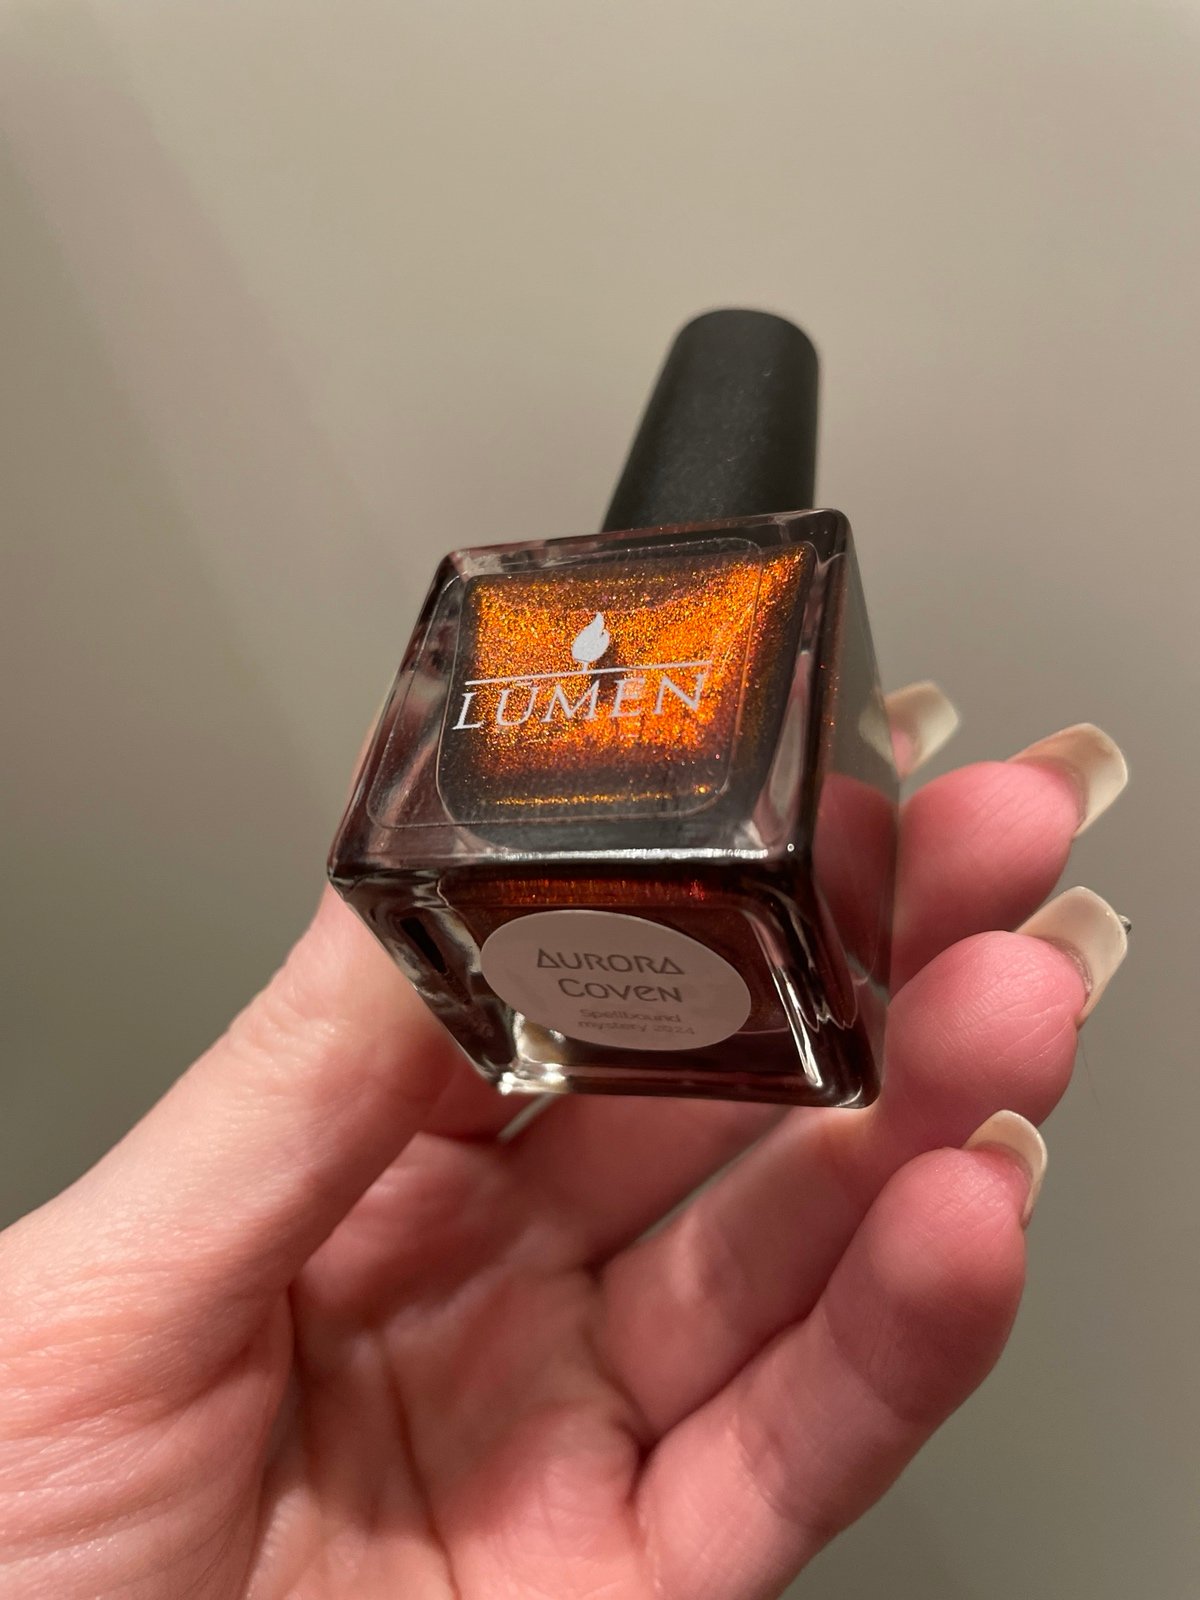 LUMEN
AURORA
COVEN
Spellbound
mystery 2024